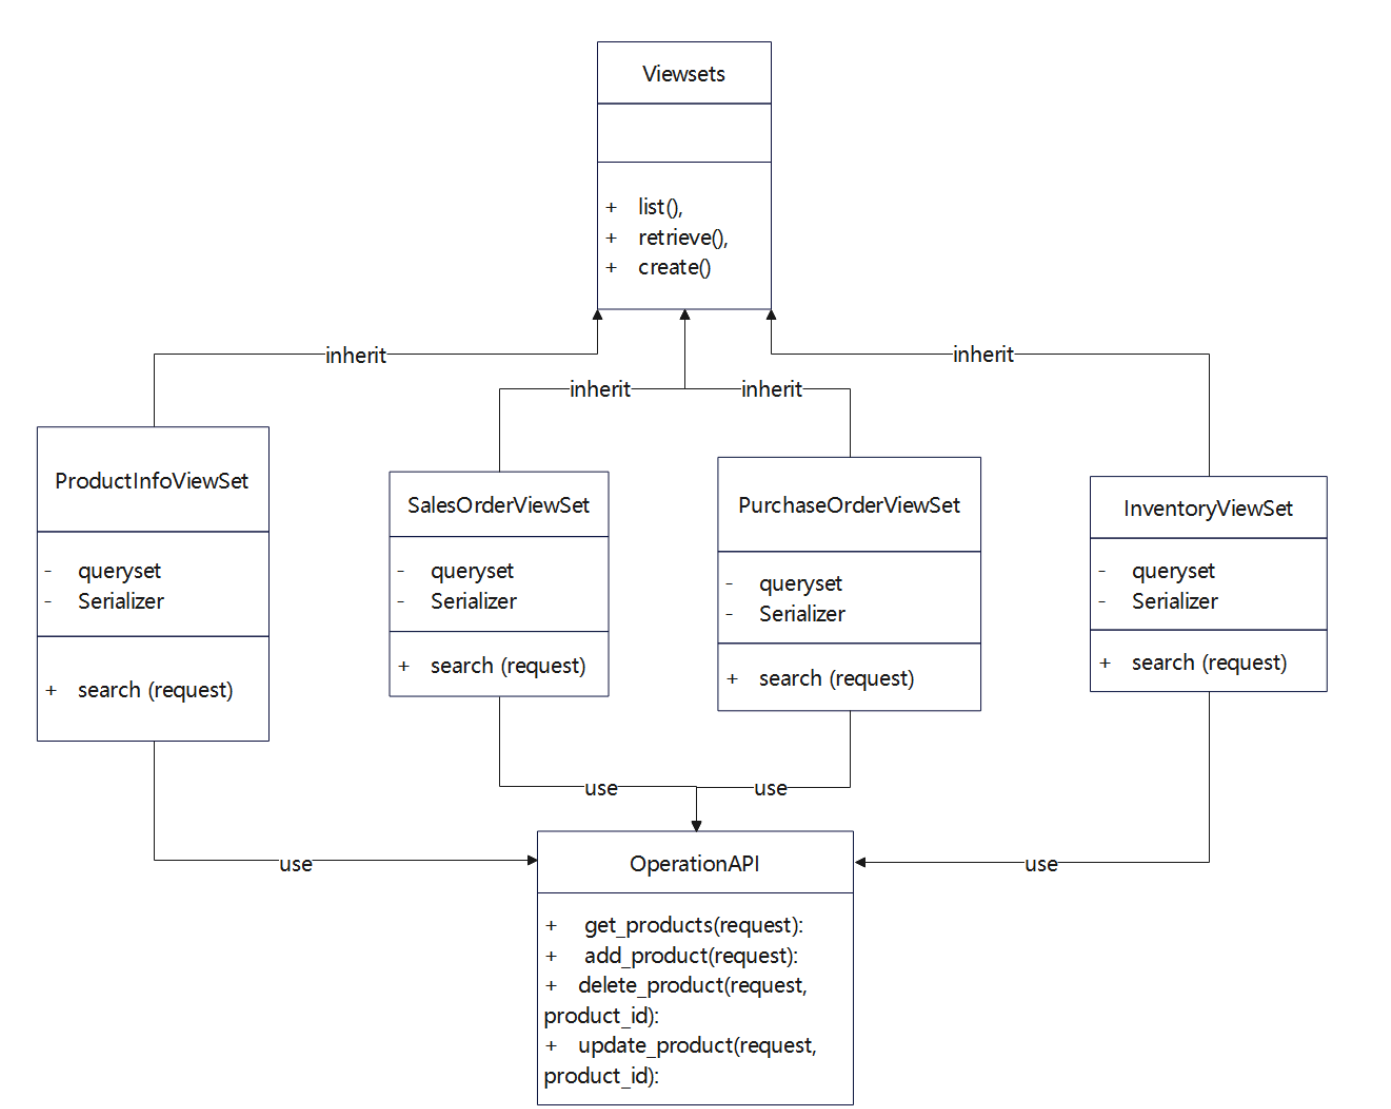 Viewsets
+ list(),
+ retrieve(),
+ create()
inherit
inherit
inherit
inherit
ProductInfoViewSet
- queryset
- Serializer
+ search (request)
SalesOrderViewSet
- queryset
- Serializer
+ search (request)
PurchaseOrderViewSet
- queryset
- Serializer
+ search (request)
InventoryViewSet
- queryset
- Serializer
+ search (request)
use
use
use
use
OperationAPI
+ get_products(request):
+ add_product(request):
+ delete_product(request,
product_id):
+ update_product(request,
product_id):